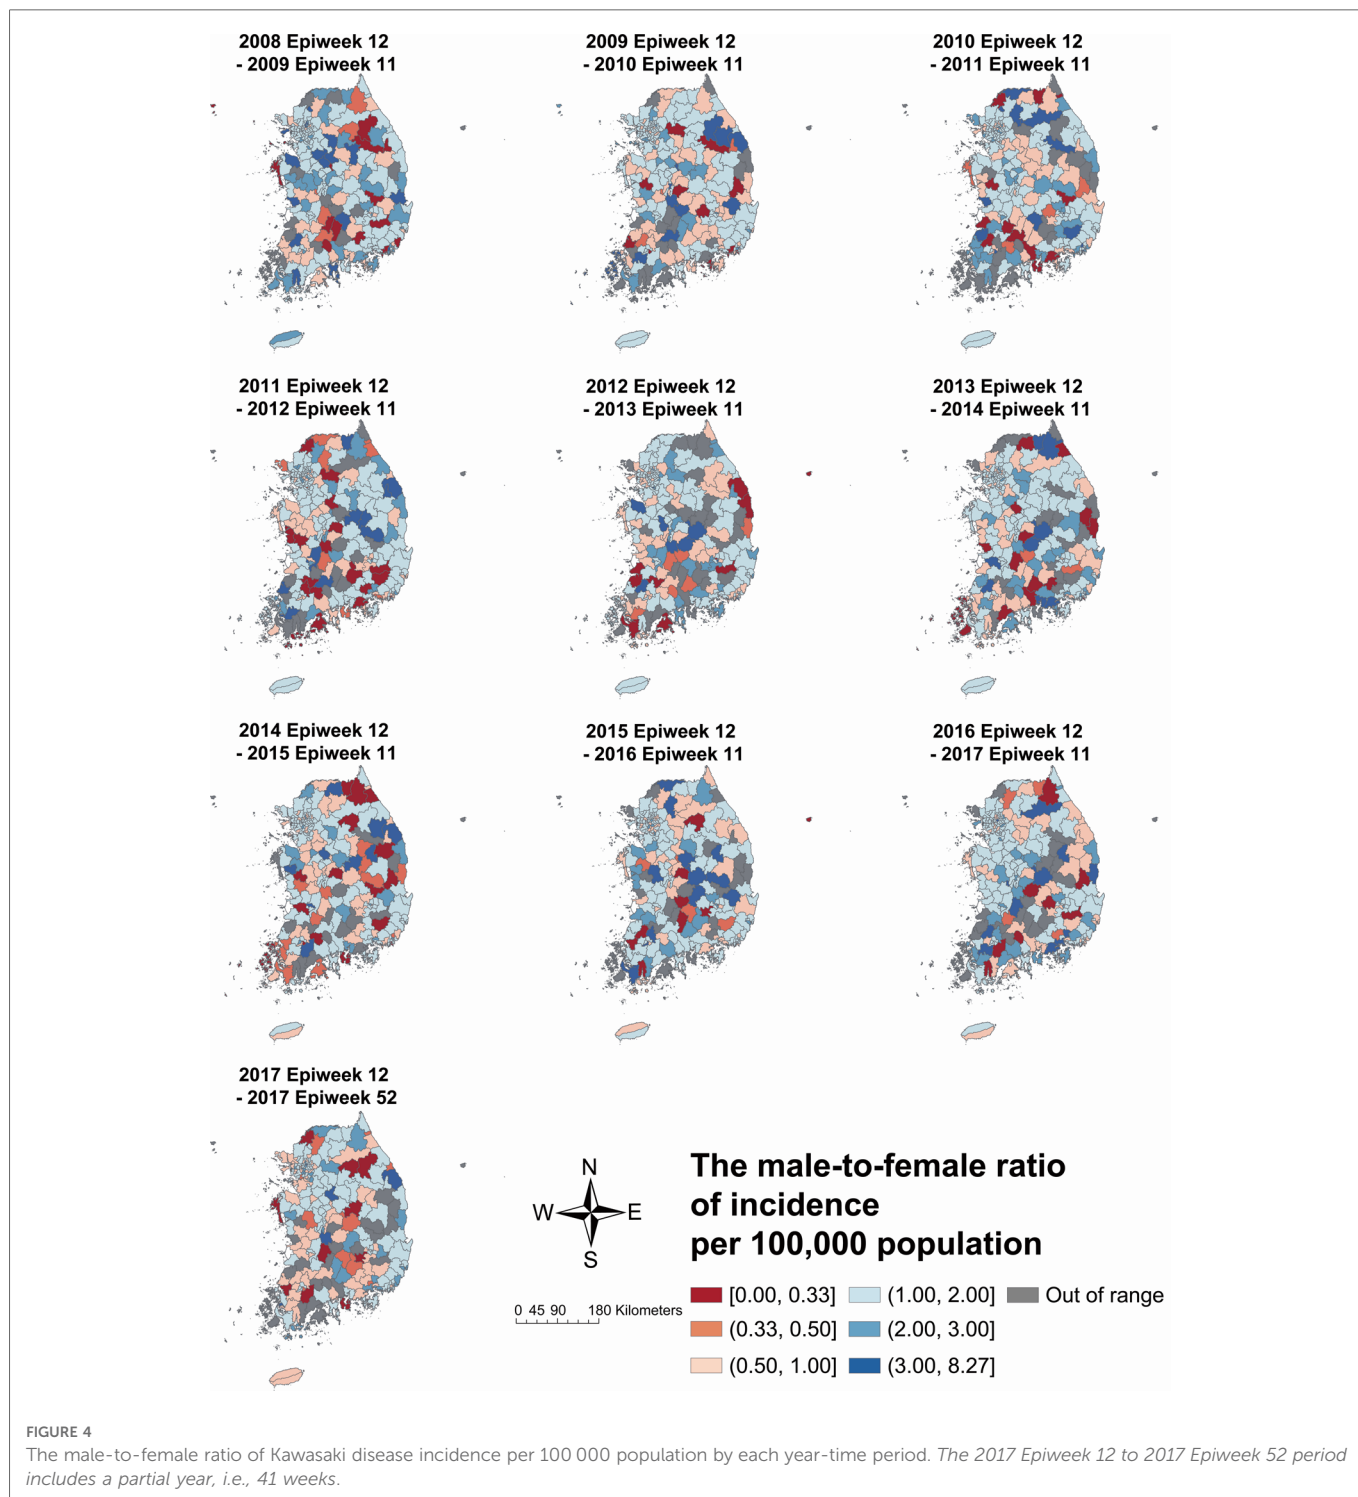 2008 Epiweek 12
- 2009 Epiweek 11
2009 Epiweek 12
- 2010 Epiweek 11
2010 Epiweek 12
- 2011 Epiweek 11
2011 Epiweek 12
- 2012 Epiweek 11
2012 Epiweek 12
- 2013 Epiweek 11
2013 Epiweek 12
- 2014 Epiweek 11
2014 Epiweek 12
- 2015 Epiweek 11
2015 Epiweek 12
- 2016 Epiweek 11
2016 Epiweek 12
- 2017 Epiweek 11
2017 Epiweek 12
- 2017 Epiweek 52
N
W E
S
0 45 90 180 Kilometers
The male-to-female ratio
of incidence
per 100,000 population
[0.00, 0.33] (1.00, 2.00] Out of range
(0.33, 0.50] (2.00, 3.00]
(0.50, 1.00] (3.00, 8.27]
FIGURE 4
The male-to-female ratio of Kawasaki disease incidence per 100 000 population by each year-time period. The 2017 Epiweek 12 to 2017 Epiweek 52 period
includes a partial year, i.e., 41 weeks.